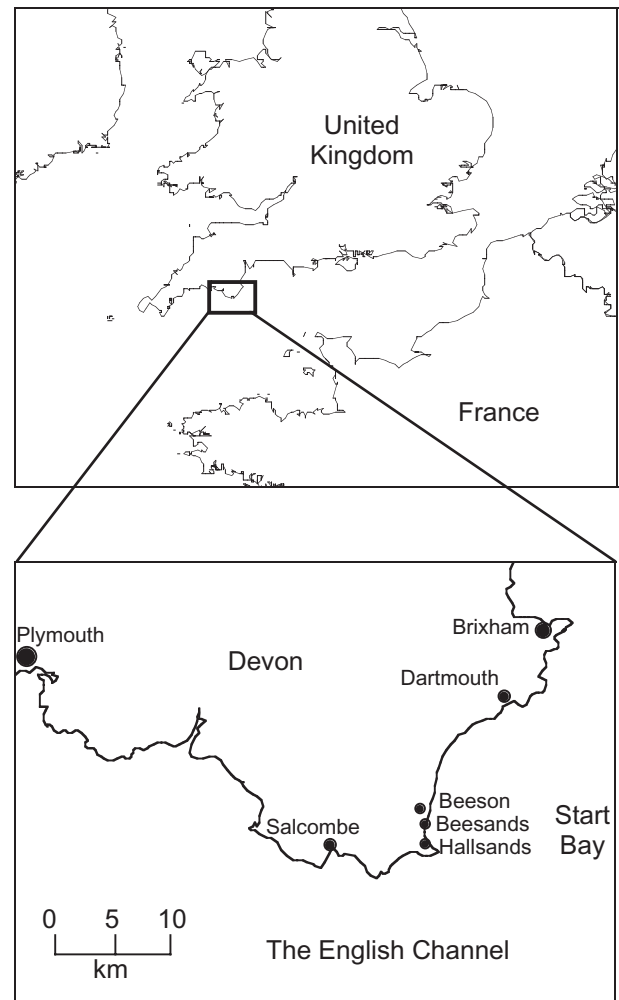 United
Kingdom
France
Plymouth
Brixham
Devon
Dartmouth
Beeson
Beesands
Hallsands
Start
Bay
Salcombe
0 5 10
km
The English Channel